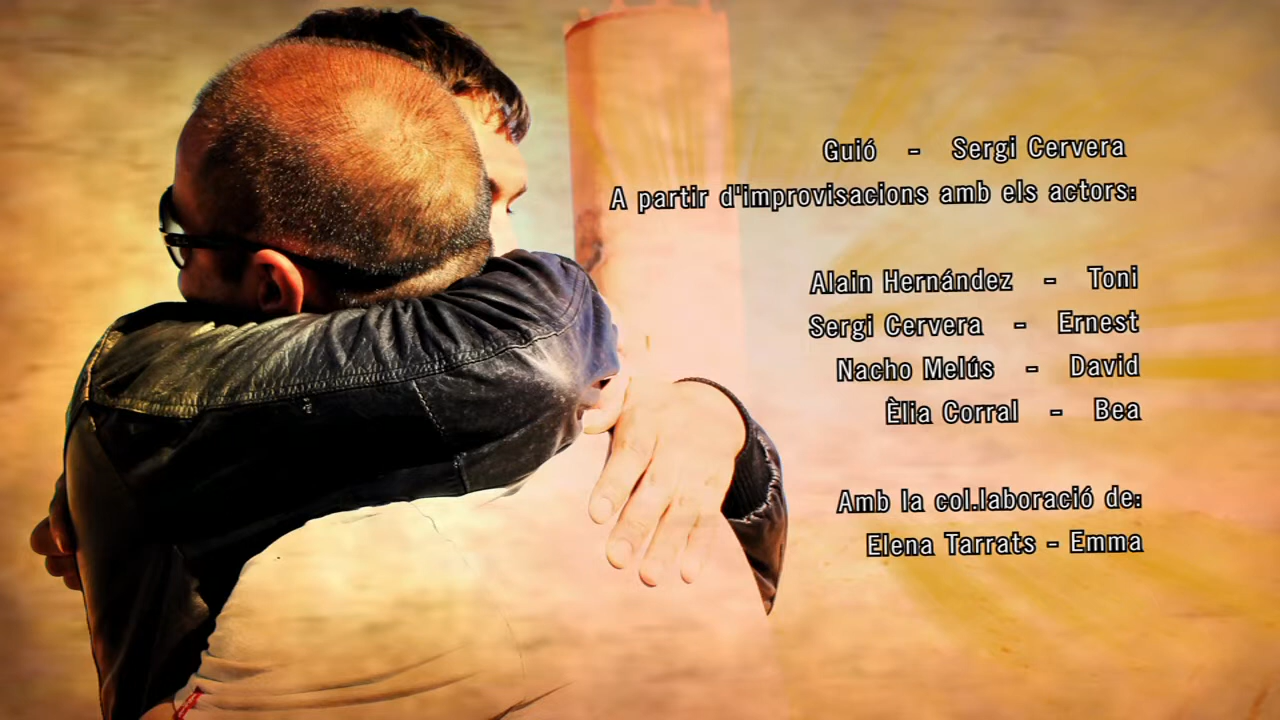 Guió - Sergi Cervera
A partir d'improvisacions amb els actors:
Alain Hernández - Toni
Sergi Cervera - Ernest
Nacho Melús - David
Èlia Corral - Bea
Amb la col.laboració de:
Elena Tarrats - Emma